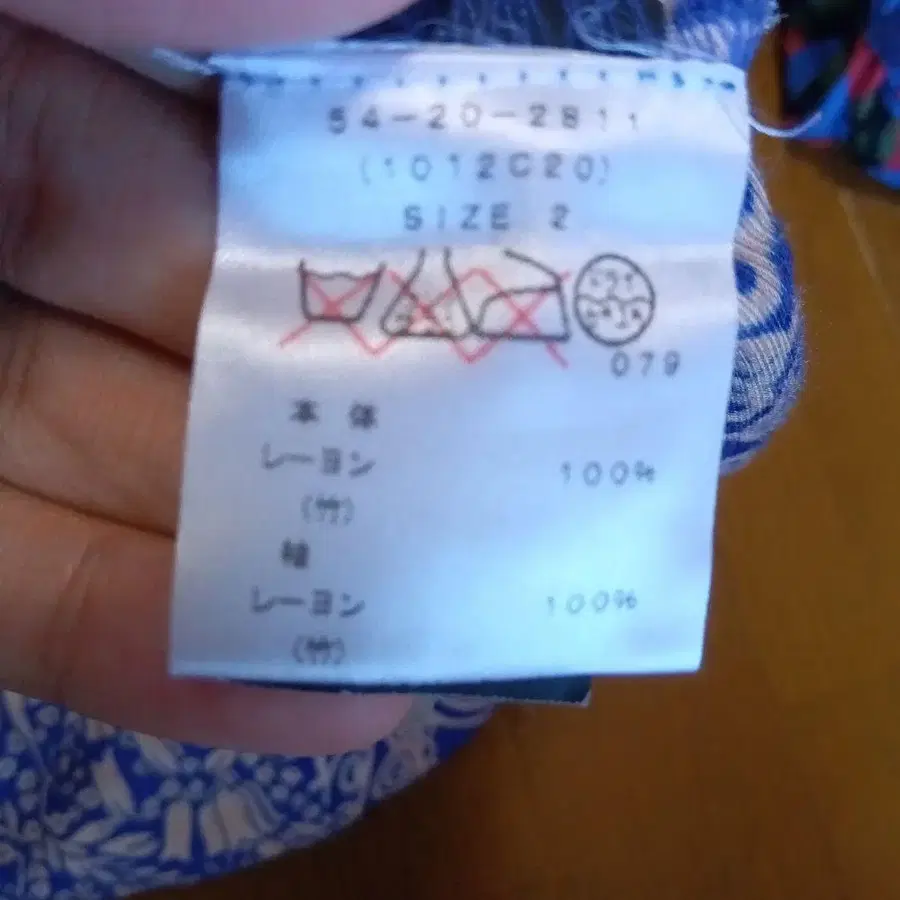 54-20-2811
(1012C20)
SIZE 2
079
本体
レーヨン 100%
(竹)
袖
レーヨン 100%
(竹)